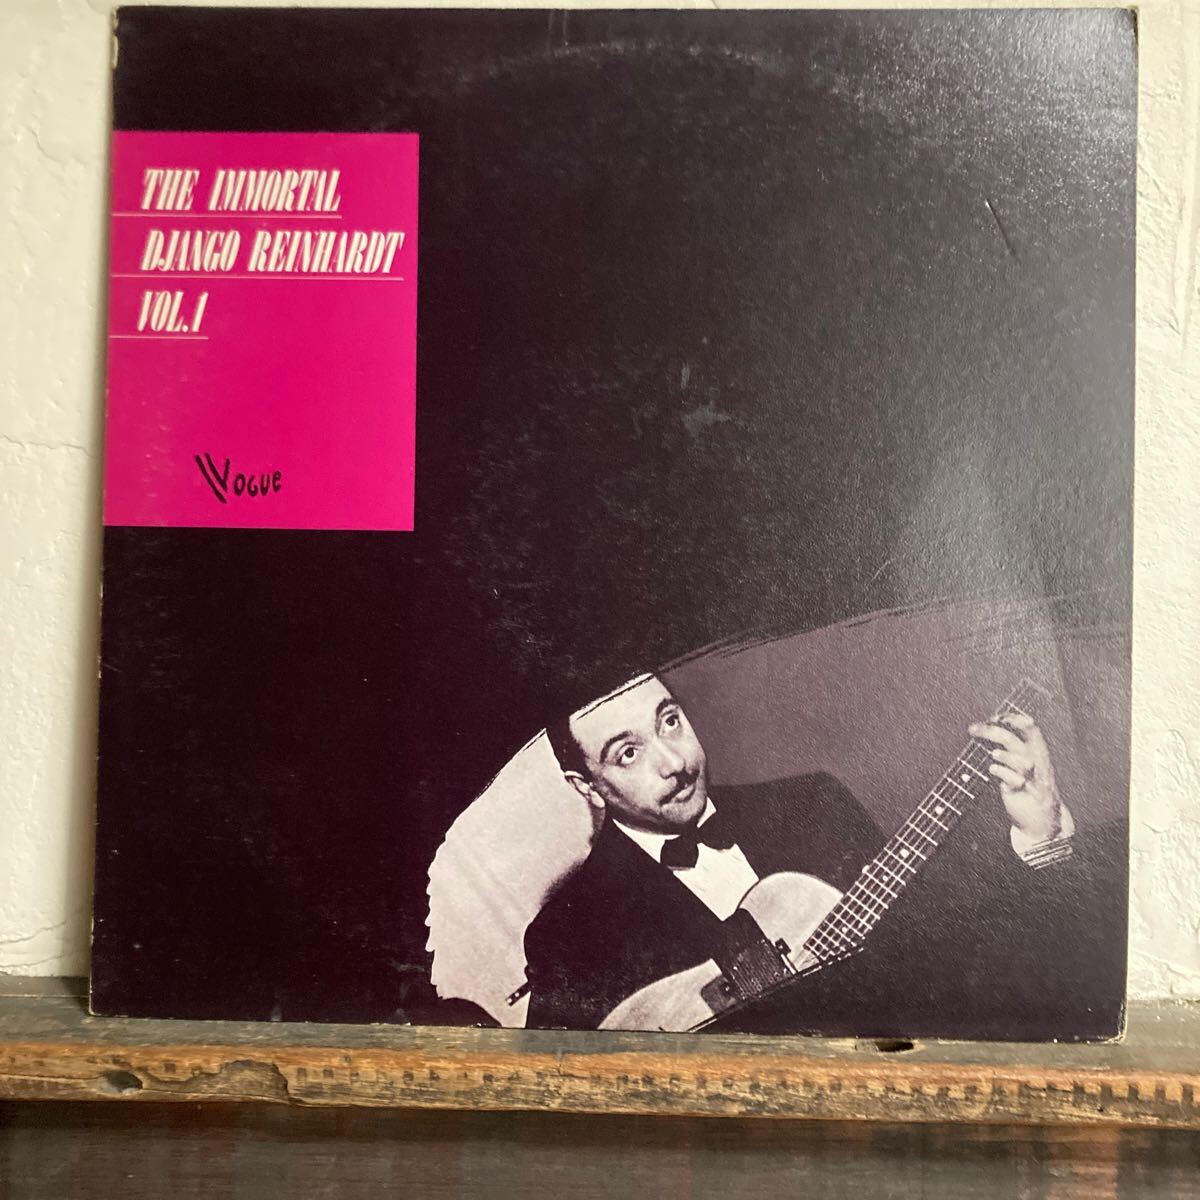 THE IMMORTAL
DJANGO REINHARDT
VOL.1
VOGUE